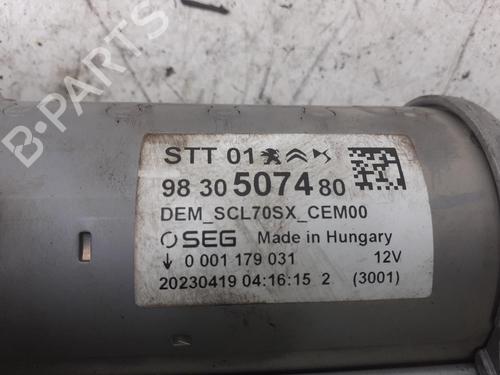 STT 01
98 30 5074 80
DEM_SCL70SX_CEM00
SEG Made in Hungary
0 001 179 031 12V
20230419 04:16:15 2 (3001)